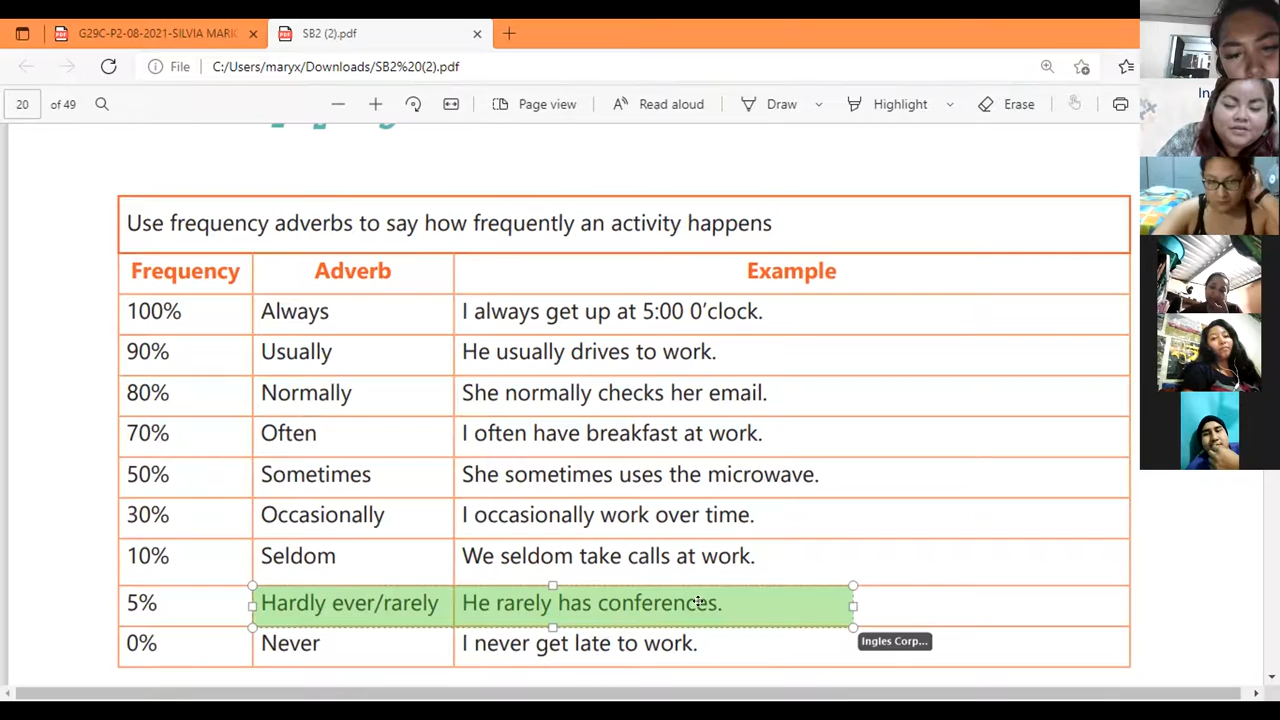 G29C-P2-08-2021-SILVIA MARI
SB2 (2).pdf
File C:/Users/maryx/Downloads/SB2%20(2).pdf
20 of 49 Page view Read aloud Draw Highlight Erase
Use frequency adverbs to say how frequently an activity happens
Frequency Adverb Example
100% Always I always get up at 5:00 0’clock.
90% Usually He usually drives to work.
80% Normally She normally checks her email.
70% Often I often have breakfast at work.
50% Sometimes She sometimes uses the microwave.
30% Occasionally I occasionally work over time.
10% Seldom We seldom take calls at work.
5% Hardly ever/rarely He rarely has conferences.
0% Never I never get late to work.
Ingles Corp...